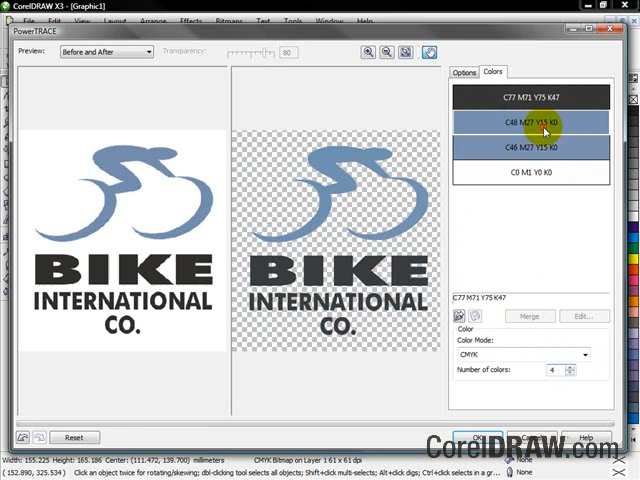 CorelDRAW X3 - [Graphic1]
File Edit View Layout Arrange Effects Bitmaps Text Tools Window Help
PowerTRACE
Preview: Before and After Transparency: 80
Options Colors
C77 M71 Y75 K47
C48 M27 Y15 K0
C46 M27 Y15 K0
C0 M1 Y0 K0
BIKE
INTERNATIONAL
CO.
BIKE
INTERNATIONAL
CO.
C77 M71 Y75 K47
Merge Edit...
Color
Color Mode:
CMYK
Number of colors: 4
Reset OK Cancel Help
CorelDRAW.com
Width: 155.225 Height: 165.186 Center: (111.472, 139.700) millimeters CMYK Bitmap on Layer 1 61 x 61 dpi None
(152.890, 325.534) Click an object twice for rotating/skewing; dbl-clicking tool selects all objects; Shift+click multi-selects; Alt+click digs; Ctrl+click selects in a gr... None